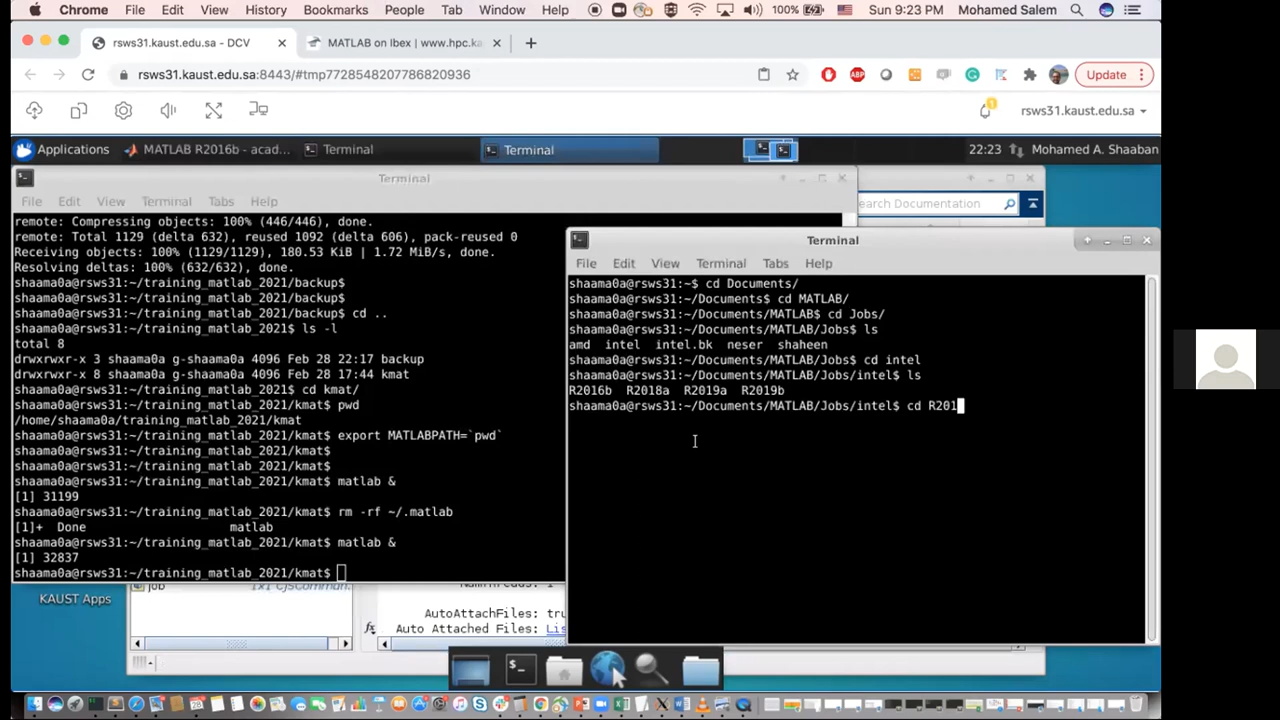 Chrome File Edit View History Bookmarks People Tab Window Help 100% Sun 9:23 PM Mohamed Salem
rsws31.kaust.edu.sa - DCV MATLAB on Ibex | www.hpc.ka
rsws31.kaust.edu.sa:8443/#tmp7728548207786820936 ABP Update
1 rsws31.kaust.edu.sa
Applications MATLAB R2016b - acad... Terminal Terminal 22:23 Mohamed A. Shaaban
Terminal
File Edit View Terminal Tabs Help
earch Documentation
remote: Compressing objects: 100% (446/446), done.
remote: Total 1129 (delta 632), reused 1092 (delta 606), pack-reused 0
Receiving objects: 100% (1129/1129), 180.53 KiB | 1.72 MiB/s, done.
Resolving deltas: 100% (632/632), done.
shaama0a@rsws31:~/training_matlab_2021/backup$
shaama0a@rsws31:~/training_matlab_2021/backup$
shaama0a@rsws31:~/training_matlab_2021/backup$ cd ..
shaama0a@rsws31:~/training_matlab_2021$ ls -l
total 8
drwxrwxr-x 3 shaama0a g-shaama0a 4096 Feb 28 22:17 backup
drwxrwxr-x 8 shaama0a g-shaama0a 4096 Feb 28 17:44 kmat
shaama0a@rsws31:~/training_matlab_2021$ cd kmat/
shaama0a@rsws31:~/training_matlab_2021/kmat$ pwd
/home/shaama0a/training_matlab_2021/kmat
shaama0a@rsws31:~/training_matlab_2021/kmat$ export MATLABPATH=`pwd`
shaama0a@rsws31:~/training_matlab_2021/kmat$
shaama0a@rsws31:~/training_matlab_2021/kmat$
shaama0a@rsws31:~/training_matlab_2021/kmat$ matlab &
[1] 31199
shaama0a@rsws31:~/training_matlab_2021/kmat$ rm -rf ~/.matlab
[1]+ Done matlab
shaama0a@rsws31:~/training_matlab_2021/kmat$ matlab &
[1] 32837
shaama0a@rsws31:~/training_matlab_2021/kmat$
Terminal
File Edit View Terminal Tabs Help
shaama0a@rsws31:~$ cd Documents/
shaama0a@rsws31:~/Documents$ cd MATLAB/
shaama0a@rsws31:~/Documents/MATLAB$ cd Jobs/
shaama0a@rsws31:~/Documents/MATLAB/Jobs$ ls
amd intel intel.bk neser shaheen
shaama0a@rsws31:~/Documents/MATLAB/Jobs$ cd intel
shaama0a@rsws31:~/Documents/MATLAB/Jobs/intel$ ls
R2016b R2018a R2019a R2019b
shaama0a@rsws31:~/Documents/MATLAB/Jobs/intel$ cd R201
job
KAUST Apps
AutoAttachFiles: tru
fx Auto Attached Files: Lis